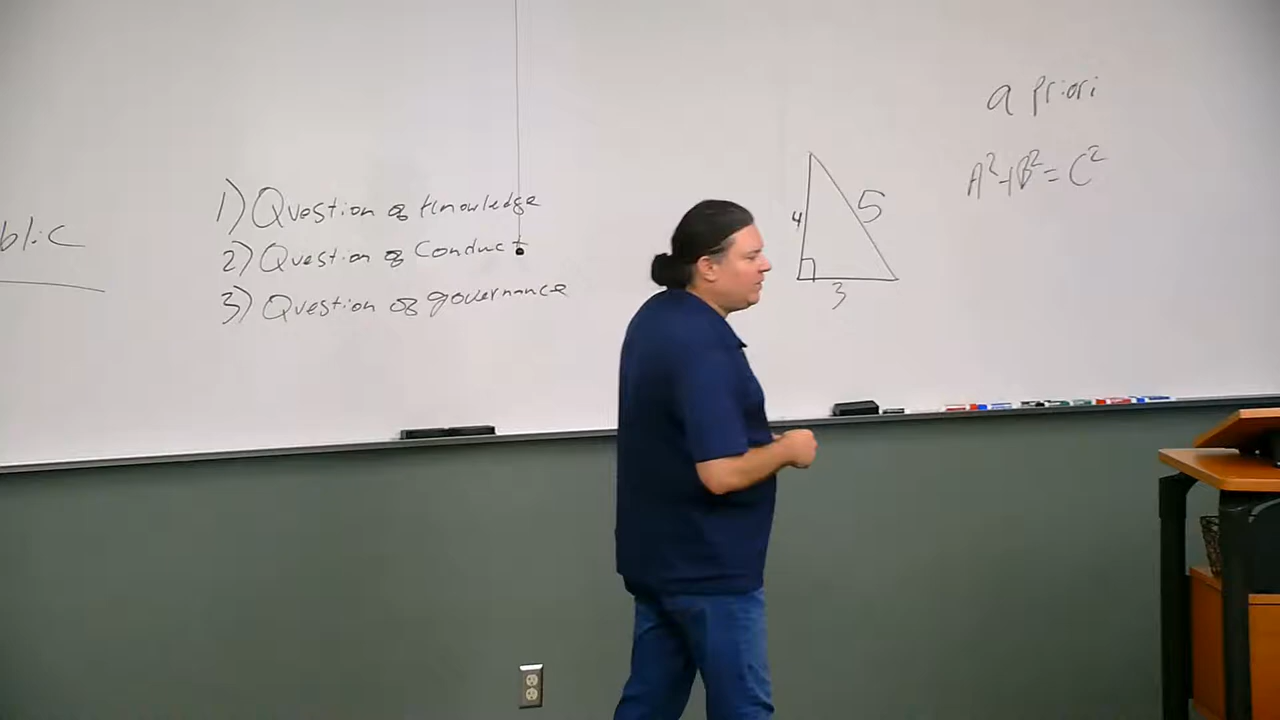 blic
1) Question of Knowledge
2) Question of Conduct
3) Question of governance
4
5
3
a Priori
A²+B²=C²